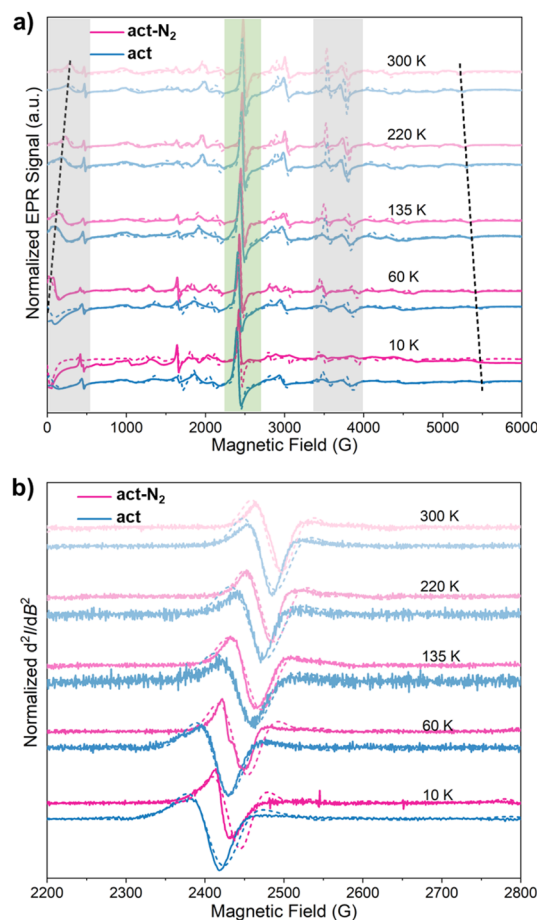 a)
act-N₂
act
300 K
220 K
135 K
60 K
10 K
Normalized EPR Signal (a.u.)
0 1000 2000 3000 4000 5000 6000
Magnetic Field (G)
b)
act-N₂
act
300 K
220 K
135 K
60 K
10 K
Normalized d²I/dB²
2200 2300 2400 2500 2600 2700 2800
Magnetic Field (G)